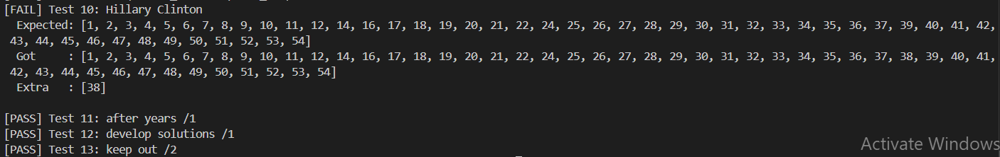 [FAIL] Test 10: Hillary Clinton
Expected: [1, 2, 3, 4, 5, 6, 7, 8, 9, 10, 11, 12, 14, 16, 17, 18, 19, 20, 21, 22, 24, 25, 26, 27, 28, 29, 30, 31, 32, 33, 34, 35, 36, 37, 39, 40, 41, 42,
43, 44, 45, 46, 47, 48, 49, 50, 51, 52, 53, 54]
Got : [1, 2, 3, 4, 5, 6, 7, 8, 9, 10, 11, 12, 14, 16, 17, 18, 19, 20, 21, 22, 24, 25, 26, 27, 28, 29, 30, 31, 32, 33, 34, 35, 36, 37, 38, 39, 40, 41,
42, 43, 44, 45, 46, 47, 48, 49, 50, 51, 52, 53, 54]
Extra : [38]
[PASS] Test 11: after years /1
[PASS] Test 12: develop solutions /1
[PASS] Test 13: keep out /2
Activate Windows